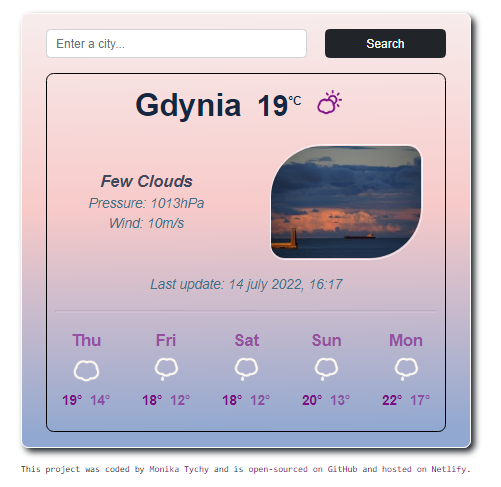 Enter a city...
Search
Gdynia 19°C
Few Clouds
Pressure: 1013hPa
Wind: 10m/s
Last update: 14 july 2022, 16:17
Thu Fri Sat Sun Mon
19° 14° 18° 12° 18° 12° 20° 13° 22° 17°
This project was coded by Monika Tychy and is open-sourced on GitHub and hosted on Netlify.